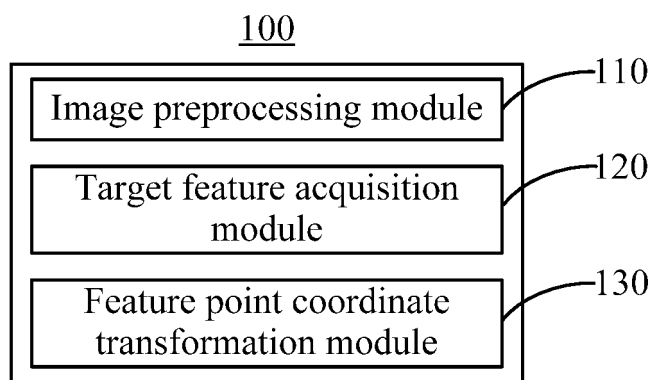 100
Image preprocessing module
110
Target feature acquisition
module
120
Feature point coordinate
transformation module
130